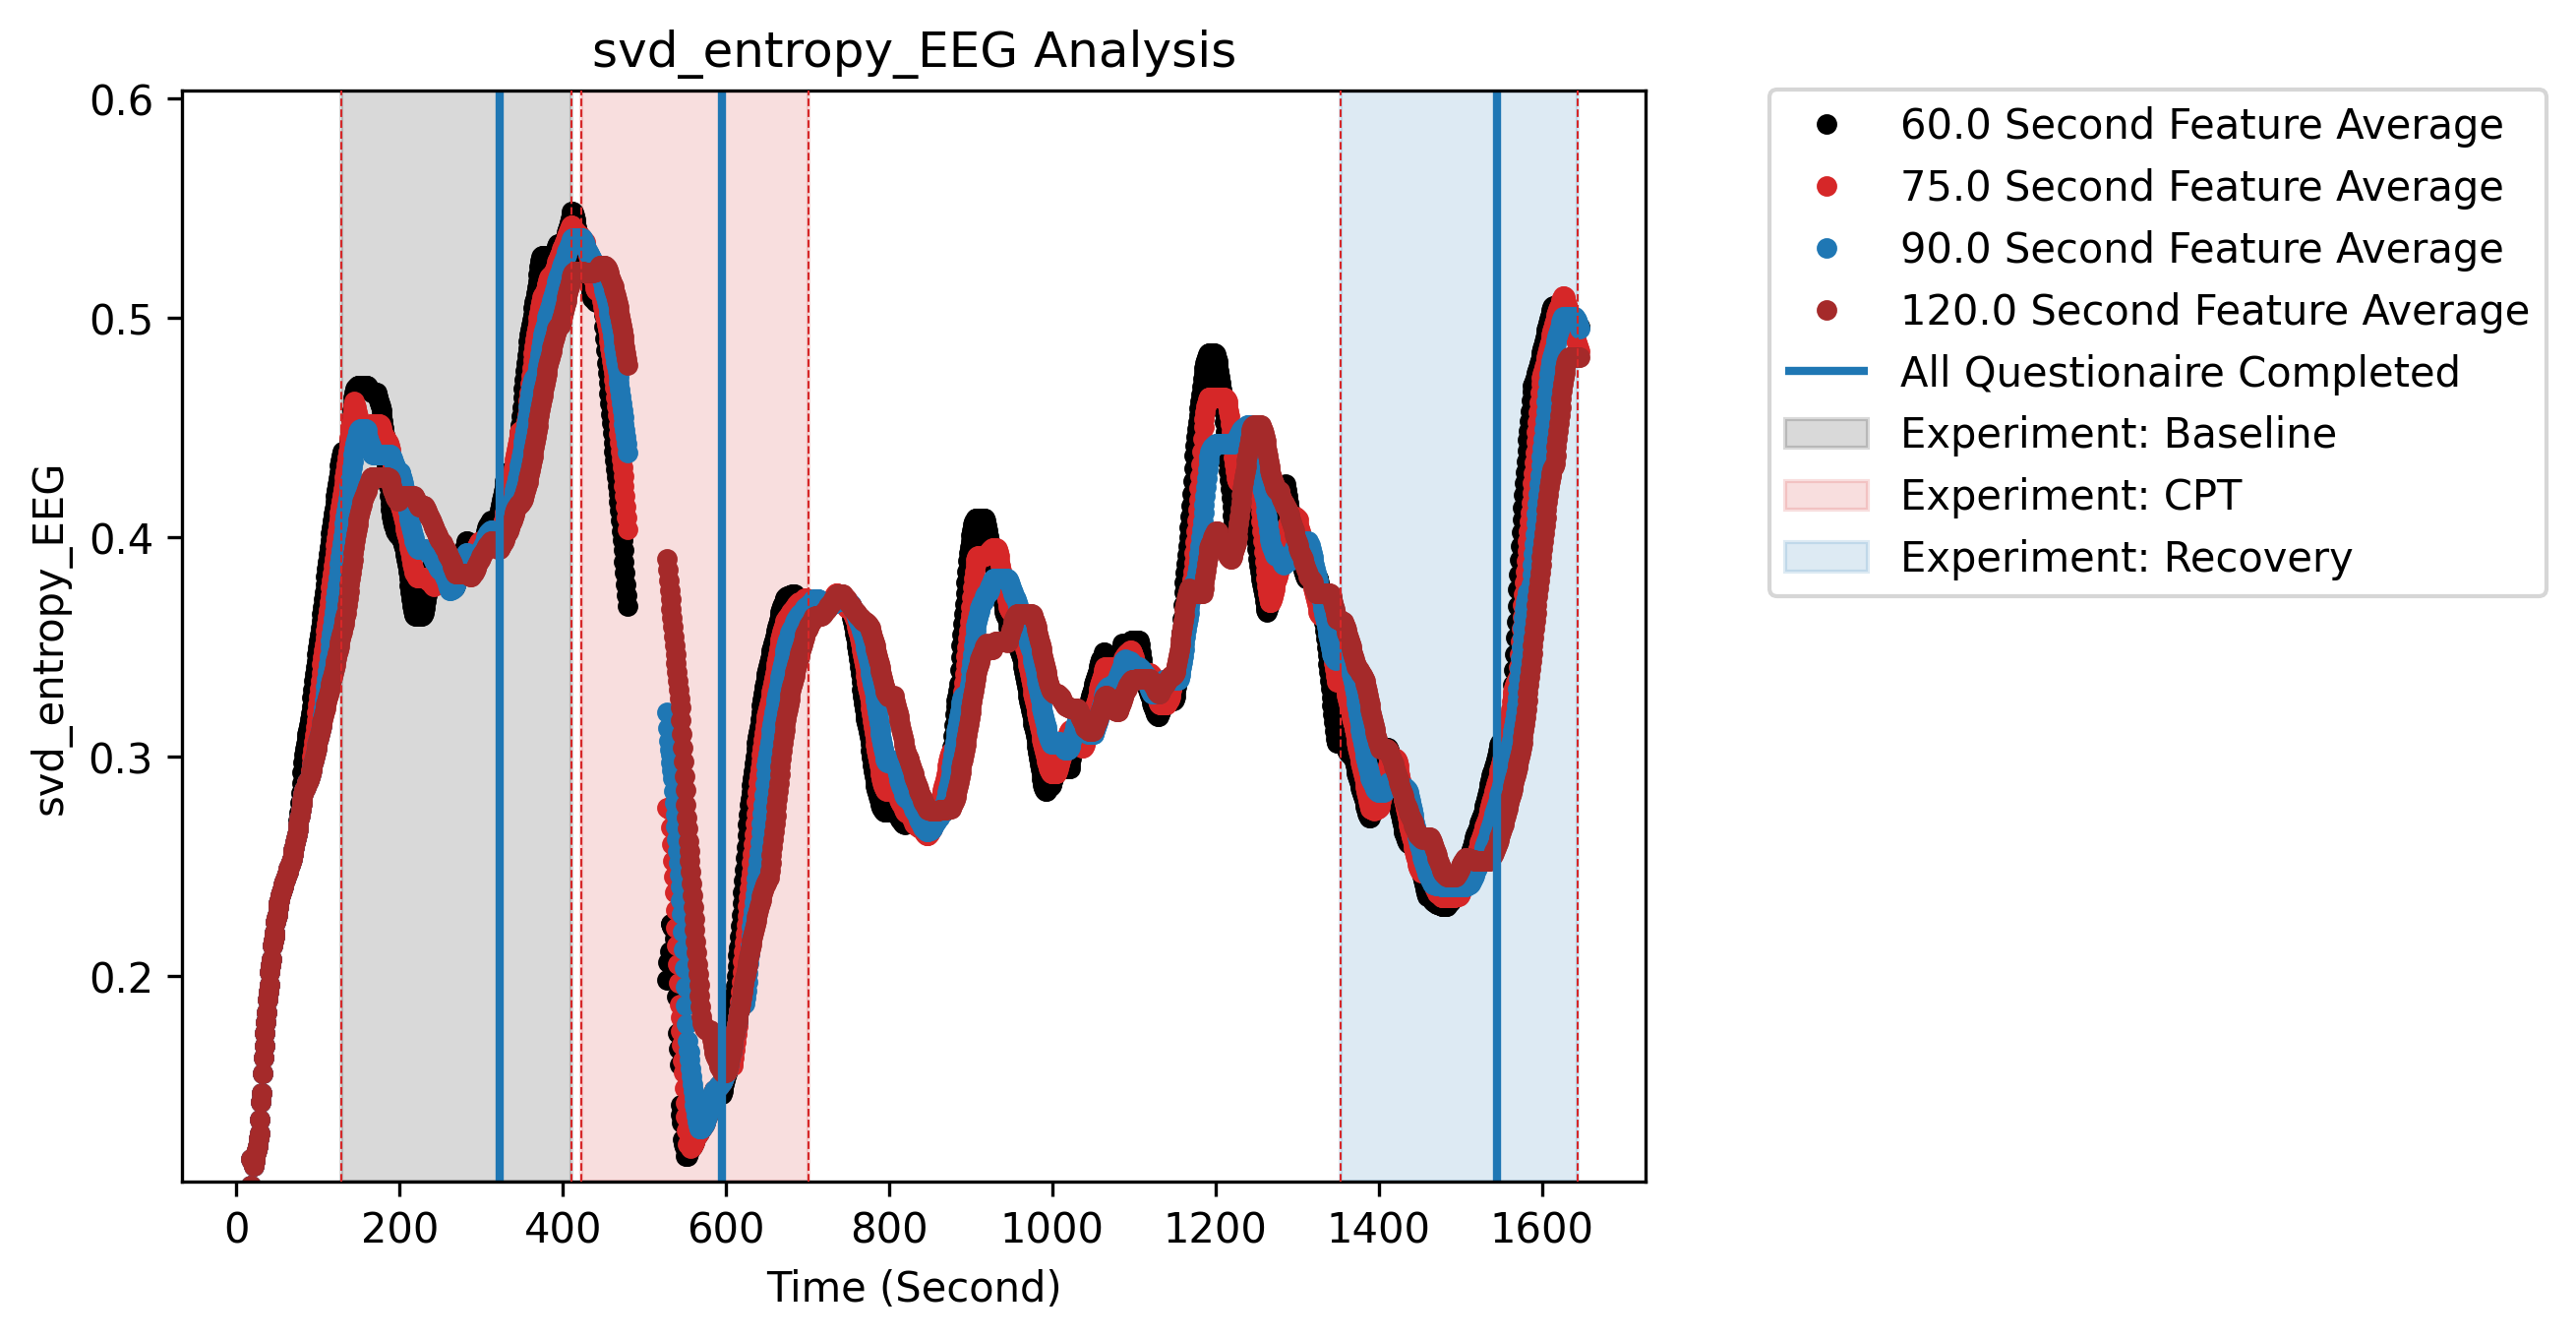 svd_entropy_EEG Analysis
0.6
0.5
0.4
0.3
0.2
svd_entropy_EEG
0 200 400 600 800 1000 1200 1400 1600
Time (Second)
60.0 Second Feature Average
75.0 Second Feature Average
90.0 Second Feature Average
120.0 Second Feature Average
All Questionaire Completed
Experiment: Baseline
Experiment: CPT
Experiment: Recovery